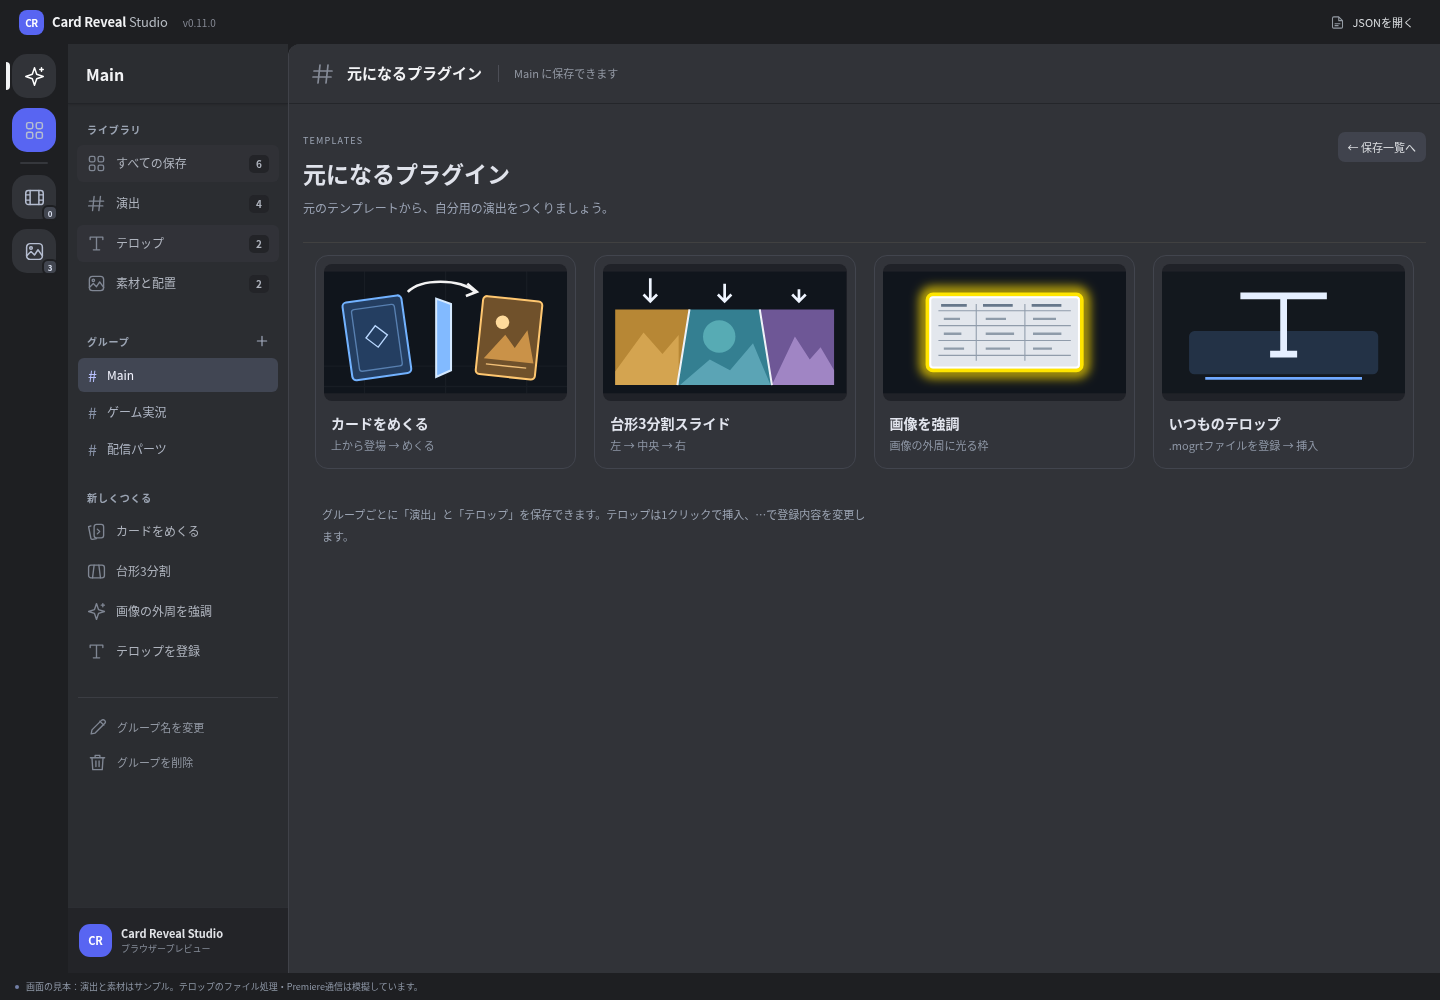 CR Card Reveal Studio v0.11.0
JSONを開く
Main
元になるプラグイン
Main に保存できます
ライブラリ
すべての保存 6
演出 4
テロップ 2
素材と配置 2
0
3
グループ
Main
ゲーム実況
配信パーツ
新しくつくる
カードをめくる
台形3分割
画像の外周を強調
テロップを登録
グループ名を変更
グループを削除
CR Card Reveal Studio
ブラウザープレビュー
TEMPLATES
元になるプラグイン
元のテンプレートから、自分用の演出をつくりましょう。
← 保存一覧へ
カードをめくる
上から登場 → めくる
台形3分割スライド
左 → 中央 → 右
画像を強調
画像の外周に光る枠
いつものテロップ
.mogrtファイルを登録 → 挿入
グループごとに「演出」と「テロップ」を保存できます。テロップは1クリックで挿入、…で登録内容を変更し
ます。
画面の見本：演出と素材はサンプル。テロップのファイル処理・Premiere通信は模擬しています。